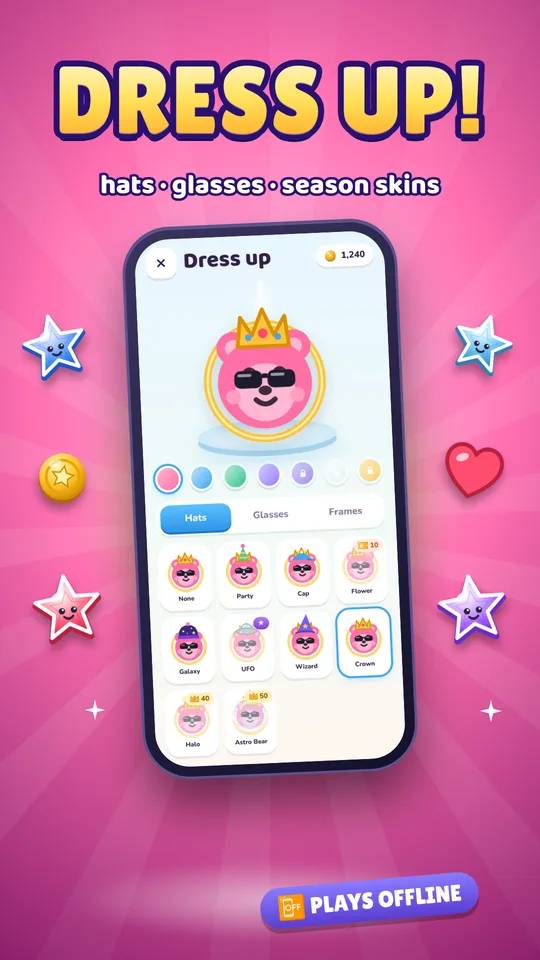 DRESS UP!
hats • glasses • season skins
× Dress up 1,240
Hats Glasses Frames
10
None Party Cap Flower
Galaxy UFO Wizard Crown
40 50
Halo Astro Bear
OFF PLAYS OFFLINE